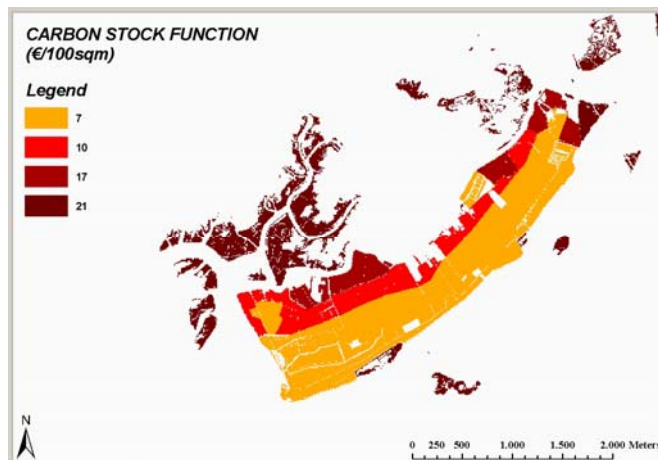 CARBON STOCK FUNCTION
(€/100sqm)
Legend
7
10
17
21
N
0 250 500 1.000 1.500 2.000 Meters